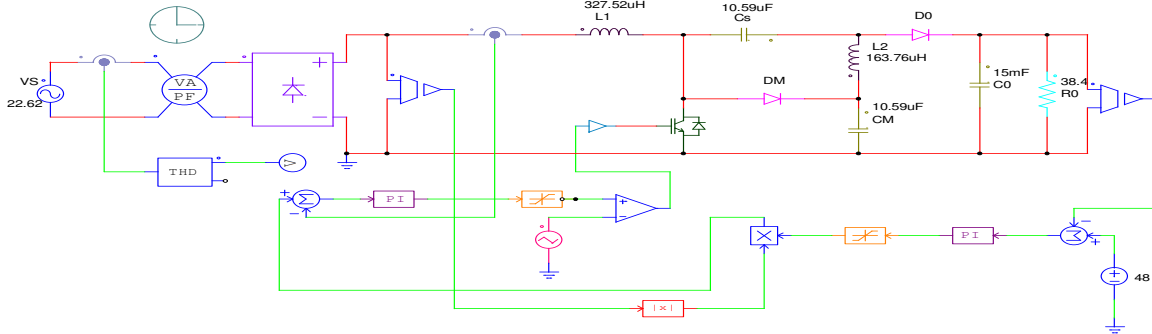 327.52uH
L1
10.59uF
Cs
D0
VS
22.62
VA
PF
L2
163.76uH
DM
15mF
C0
38.4
R0
10.59uF
CM
THD
V
PI
PI
|x|
48